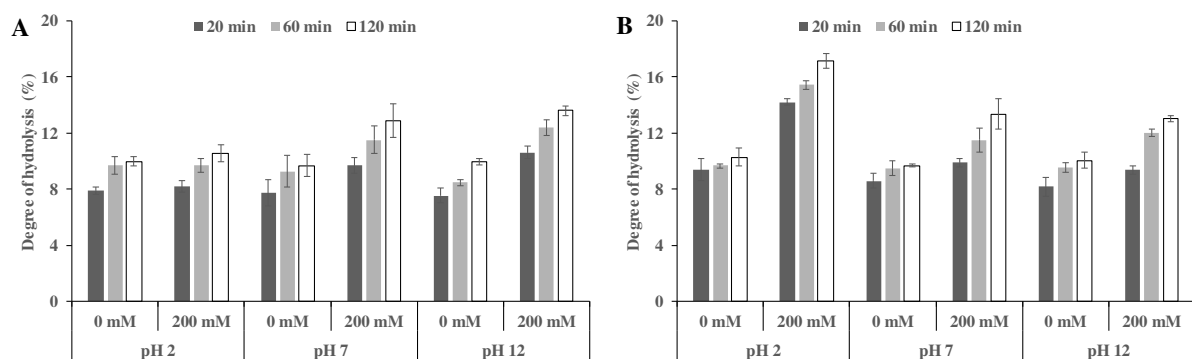 A
20 min 60 min 120 min
Degree of hydrolysis (%)
20
16
12
8
4
0
0 mM 200 mM 0 mM 200 mM 0 mM 200 mM
pH 2 pH 7 pH 12
B
20 min 60 min 120 min
Degree of hydrolysis (%)
20
16
12
8
4
0
0 mM 200 mM 0 mM 200 mM 0 mM 200 mM
pH 2 pH 7 pH 12